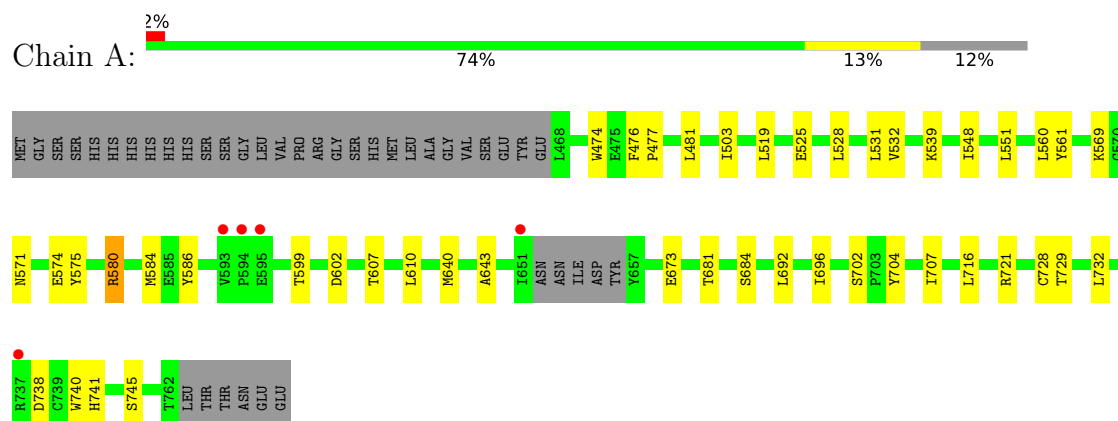 2%
Chain A:
74% 13% 12%
MET GLY SER SER HIS HIS HIS HIS HIS HIS SER SER GLY LEU VAL PRO ARG GLY SER HIS MET LEU ALA GLY VAL SER GLU TYR GLU L468 W474 E475 F476 P477 L481 I503 L519 E525 L528 L531 V532 K539 I548 L551 L560 Y561 K569 G570
N571 E574 Y575 R580 M584 E585 Y586 V593 P594 E595 T599 D602 T607 L610 M640 A643 I651 ASN ASN ILE ASP TYR Y657 E673 T681 S684 L692 I696 S702 P703 Y704 I707 L716 R721 C728 T729 L732
R737 D738 C739 W740 H741 S745 T762 LEU THR THR ASN GLU GLU